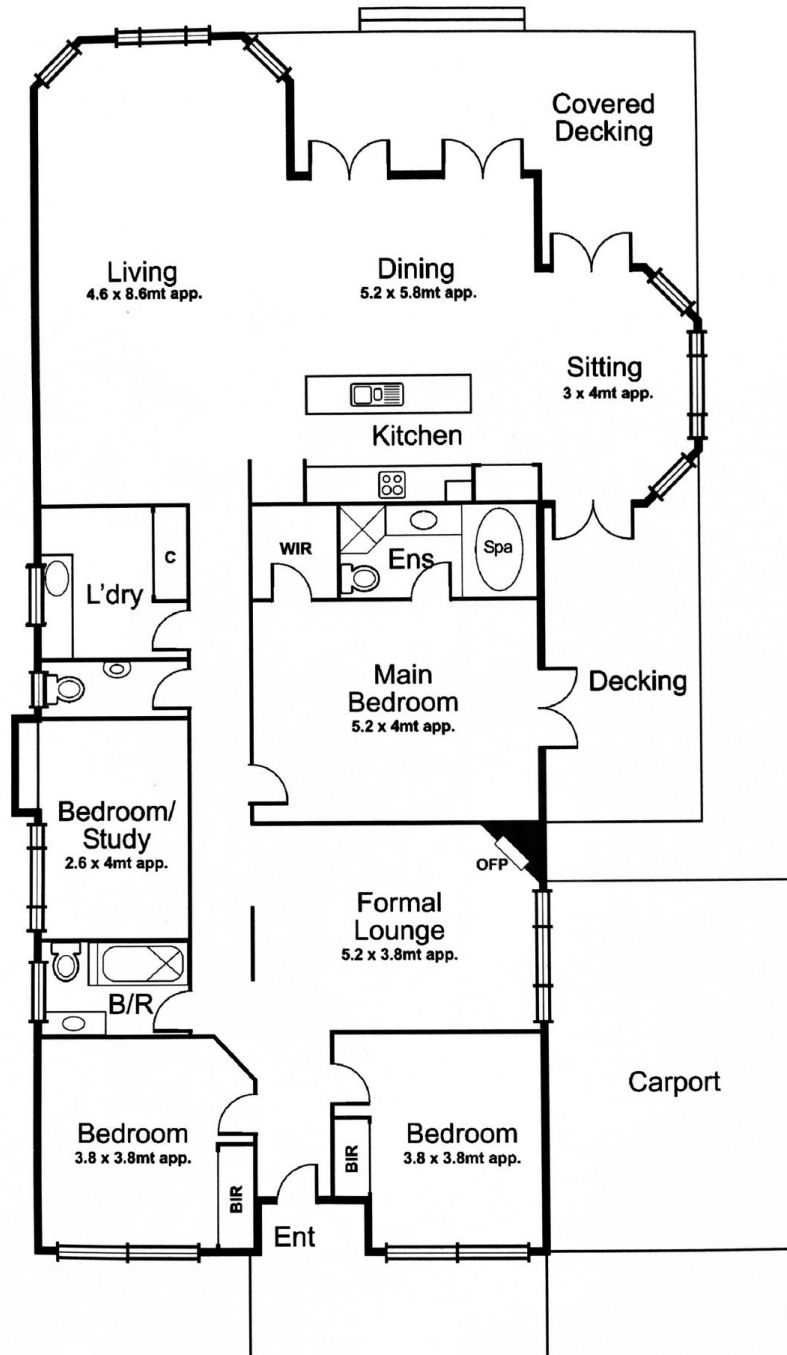 Covered
Decking
Living
4.6 x 8.6mt app.
Dining
5.2 x 5.8mt app.
Sitting
3 x 4mt app.
Kitchen
WIR
Ens
Spa
C
L'dry
Main
Bedroom
5.2 x 4mt app.
Decking
Bedroom/
Study
2.6 x 4mt app.
OFP
Formal
Lounge
5.2 x 3.8mt app.
B/R
Carport
Bedroom
3.8 x 3.8mt app.
BIR
Bedroom
3.8 x 3.8mt app.
BIR
Ent